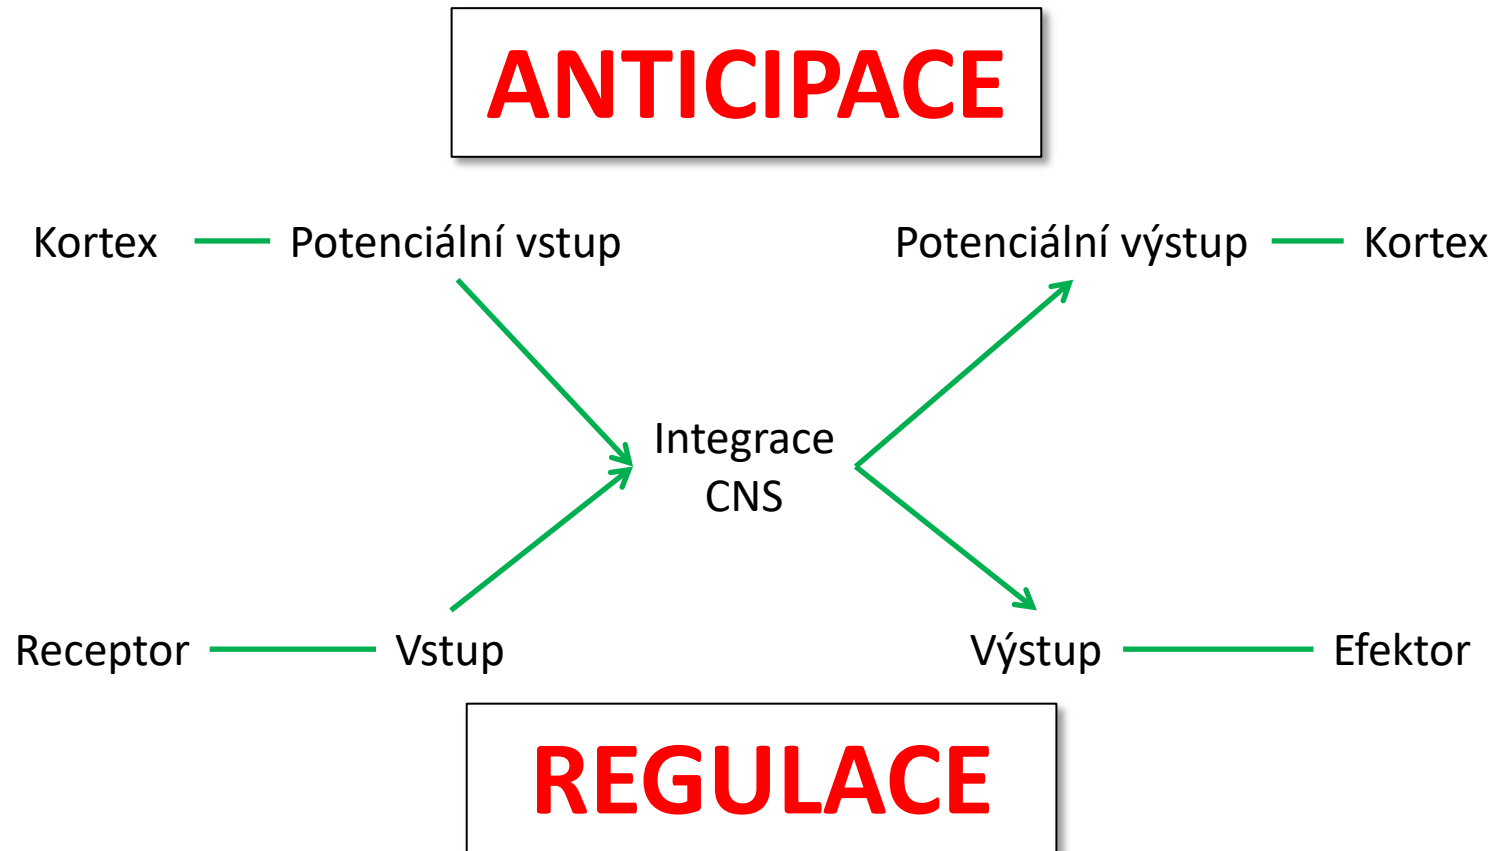 ANTICIPACE
Kortex
Potenciální vstup
Potenciální výstup
Kortex
Integrace
CNS
Receptor
Vstup
Výstup
Efektor
REGULACE